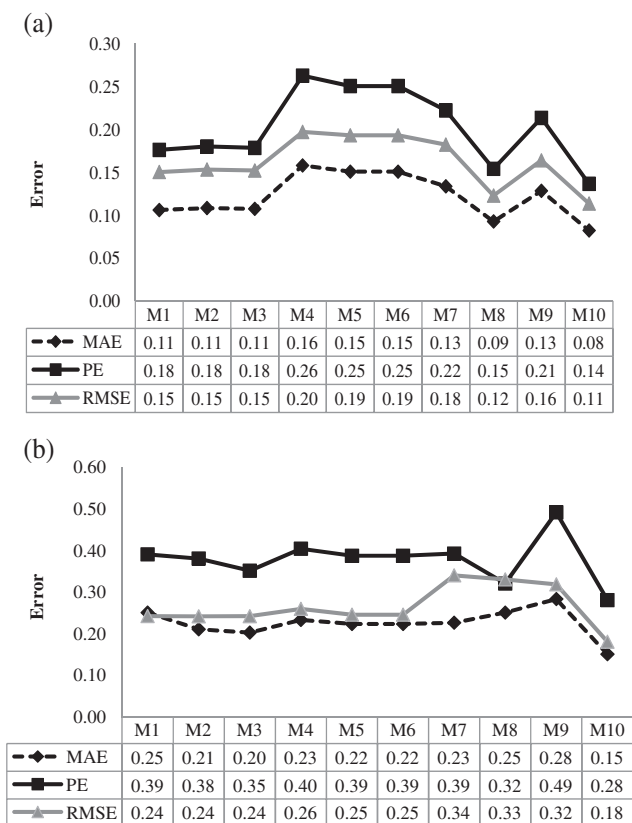 (a)
0.30
0.25
0.20
0.15
0.10
0.05
0.00
Error
M1 M2 M3 M4 M5 M6 M7 M8 M9 M10
MAE 0.11 0.11 0.11 0.16 0.15 0.15 0.13 0.09 0.13 0.08
PE 0.18 0.18 0.18 0.26 0.25 0.25 0.22 0.15 0.21 0.14
RMSE 0.15 0.15 0.15 0.20 0.19 0.19 0.18 0.12 0.16 0.11
(b)
0.60
0.50
0.40
0.30
0.20
0.10
0.00
Error
M1 M2 M3 M4 M5 M6 M7 M8 M9 M10
MAE 0.25 0.21 0.20 0.23 0.22 0.22 0.23 0.25 0.28 0.15
PE 0.39 0.38 0.35 0.40 0.39 0.39 0.39 0.32 0.49 0.28
RMSE 0.24 0.24 0.24 0.26 0.25 0.25 0.34 0.33 0.32 0.18